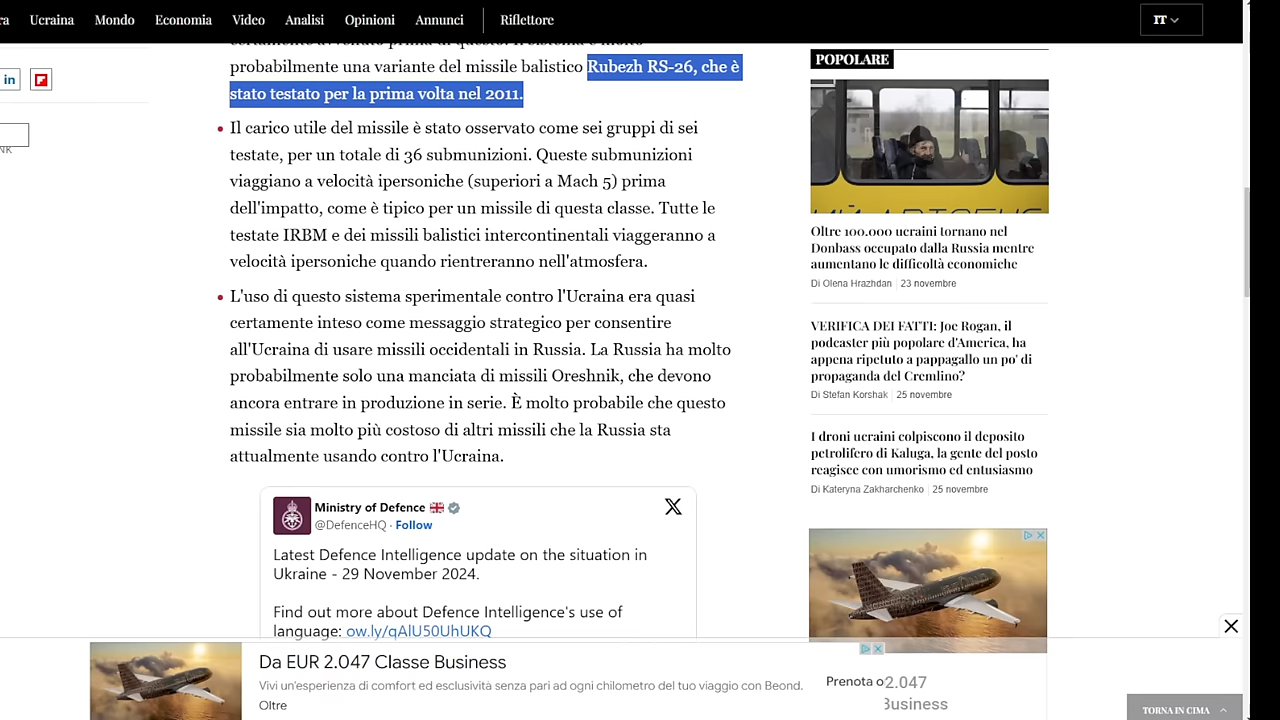 ra Ucraina Mondo Economia Video Analisi Opinioni Annunci Riflettore IT
certamente avvenuto prima di questo. Il sistema è molto
probabilmente una variante del missile balistico Rubezh RS-26, che è
stato testato per la prima volta nel 2011.
Il carico utile del missile è stato osservato come sei gruppi di sei
testate, per un totale di 36 submunizioni. Queste submunizioni
viaggiano a velocità ipersoniche (superiori a Mach 5) prima
dell'impatto, come è tipico per un missile di questa classe. Tutte le
testate IRBM e dei missili balistici intercontinentali viaggeranno a
velocità ipersoniche quando rientreranno nell'atmosfera.
L'uso di questo sistema sperimentale contro l'Ucraina era quasi
certamente inteso come messaggio strategico per consentire
all'Ucraina di usare missili occidentali in Russia. La Russia ha molto
probabilmente solo una manciata di missili Oreshnik, che devono
ancora entrare in produzione in serie. È molto probabile che questo
missile sia molto più costoso di altri missili che la Russia sta
attualmente usando contro l'Ucraina.
Ministry of Defence
@DefenceHQ · Follow
Latest Defence Intelligence update on the situation in
Ukraine - 29 November 2024.
Find out more about Defence Intelligence's use of
language: ow.ly/qAlU50UhUKQ
in
NK
POPOLARE
Oltre 100.000 ucraini tornano nel
Donbass occupato dalla Russia mentre
aumentano le difficoltà economiche
Di Olena Hrazhdan | 23 novembre
VERIFICA DEI FATTI: Joe Rogan, il
podcaster più popolare d'America, ha
appena ripetuto a pappagallo un po' di
propaganda del Cremlino?
Di Stefan Korshak | 25 novembre
I droni ucraini colpiscono il deposito
petrolifero di Kaluga, la gente del posto
reagisce con umorismo ed entusiasmo
Di Kateryna Zakharchenko | 25 novembre
Da EUR 2.047 Classe Business
Vivi un'esperienza di comfort ed esclusività senza pari ad ogni chilometro del tuo viaggio con Beond.
Oltre
Prenota o
2.047
Business
TORNA IN CIMA